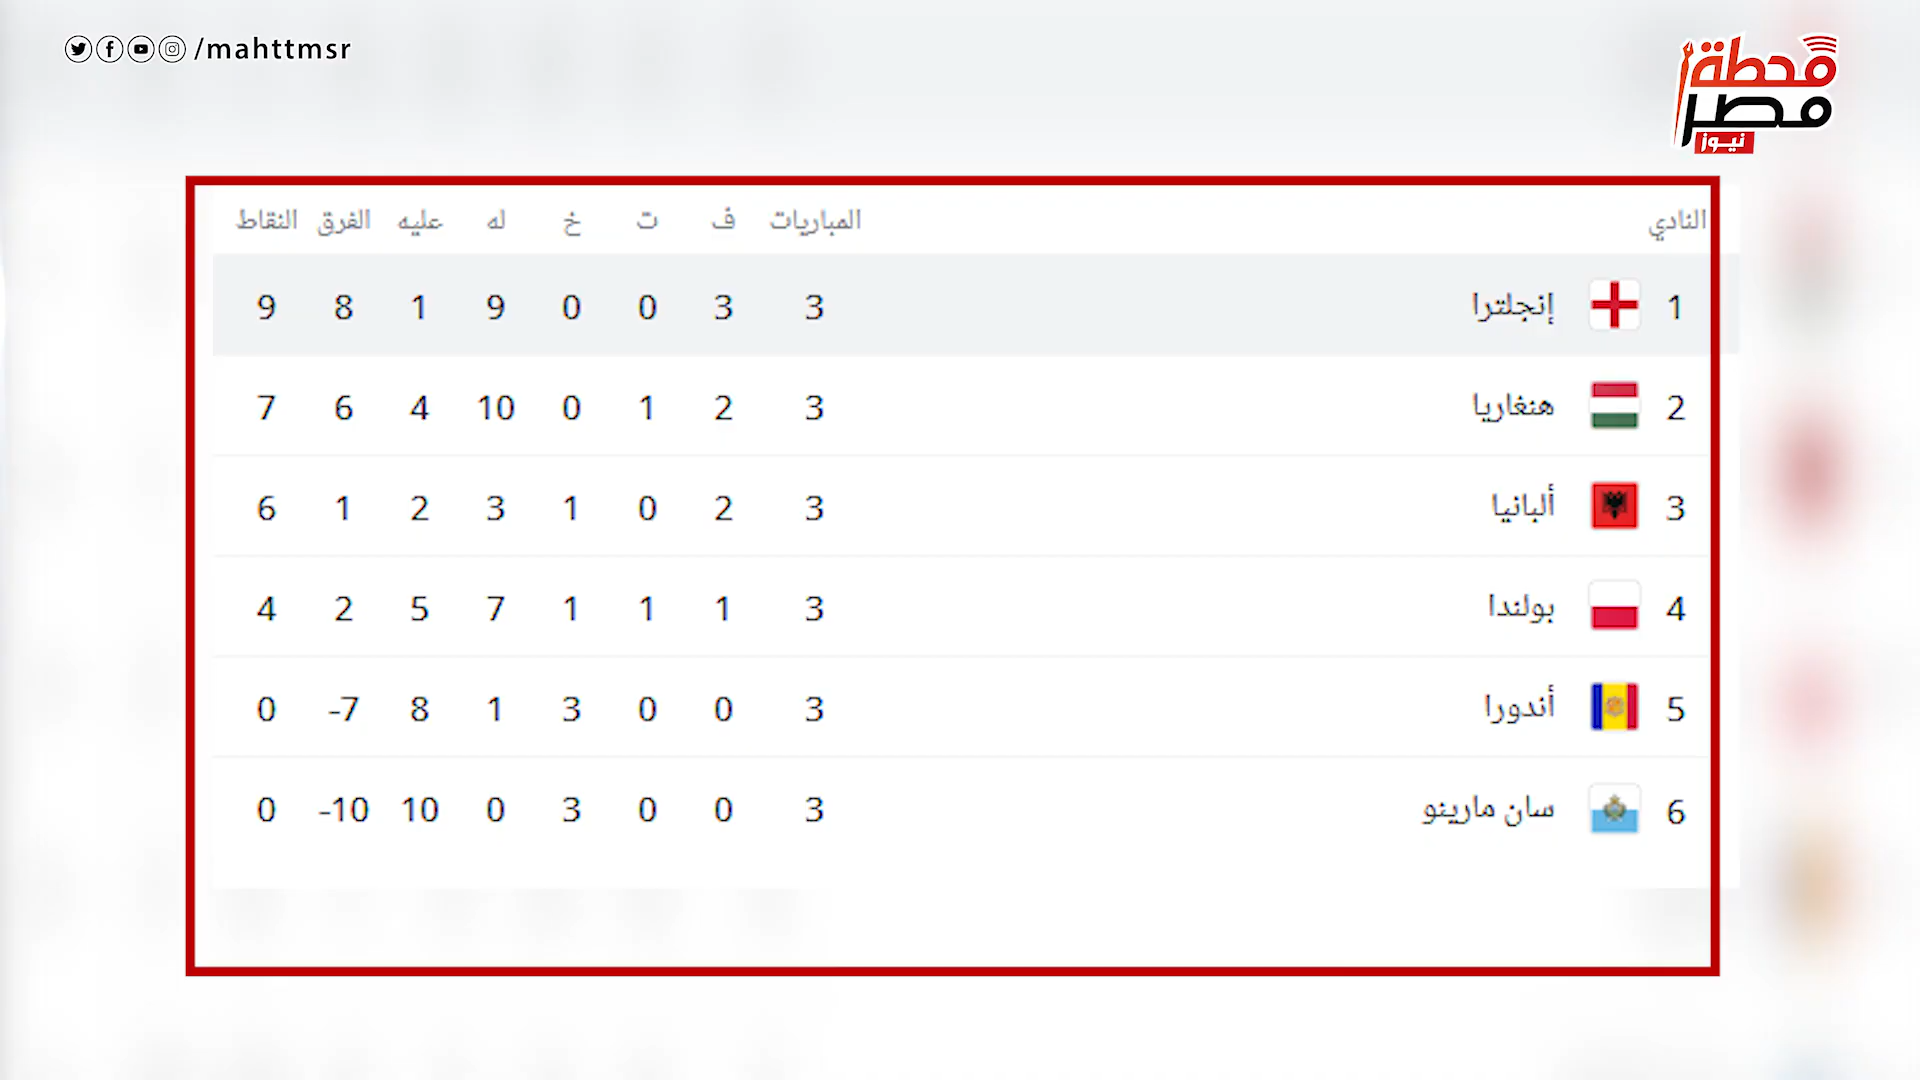 /mahttmsr
محطة
مصر
نيوز
النادي المباريات ف ت خ له عليه الفرق النقاط
1 إنجلترا 3 3 0 0 9 1 8 9
2 هنغاريا 3 2 1 0 10 4 6 7
3 ألبانيا 3 2 0 1 3 2 1 6
4 بولندا 3 1 1 1 7 5 2 4
5 أندورا 3 0 0 3 1 8 -7 0
6 سان مارينو 3 0 0 3 0 10 -10 0